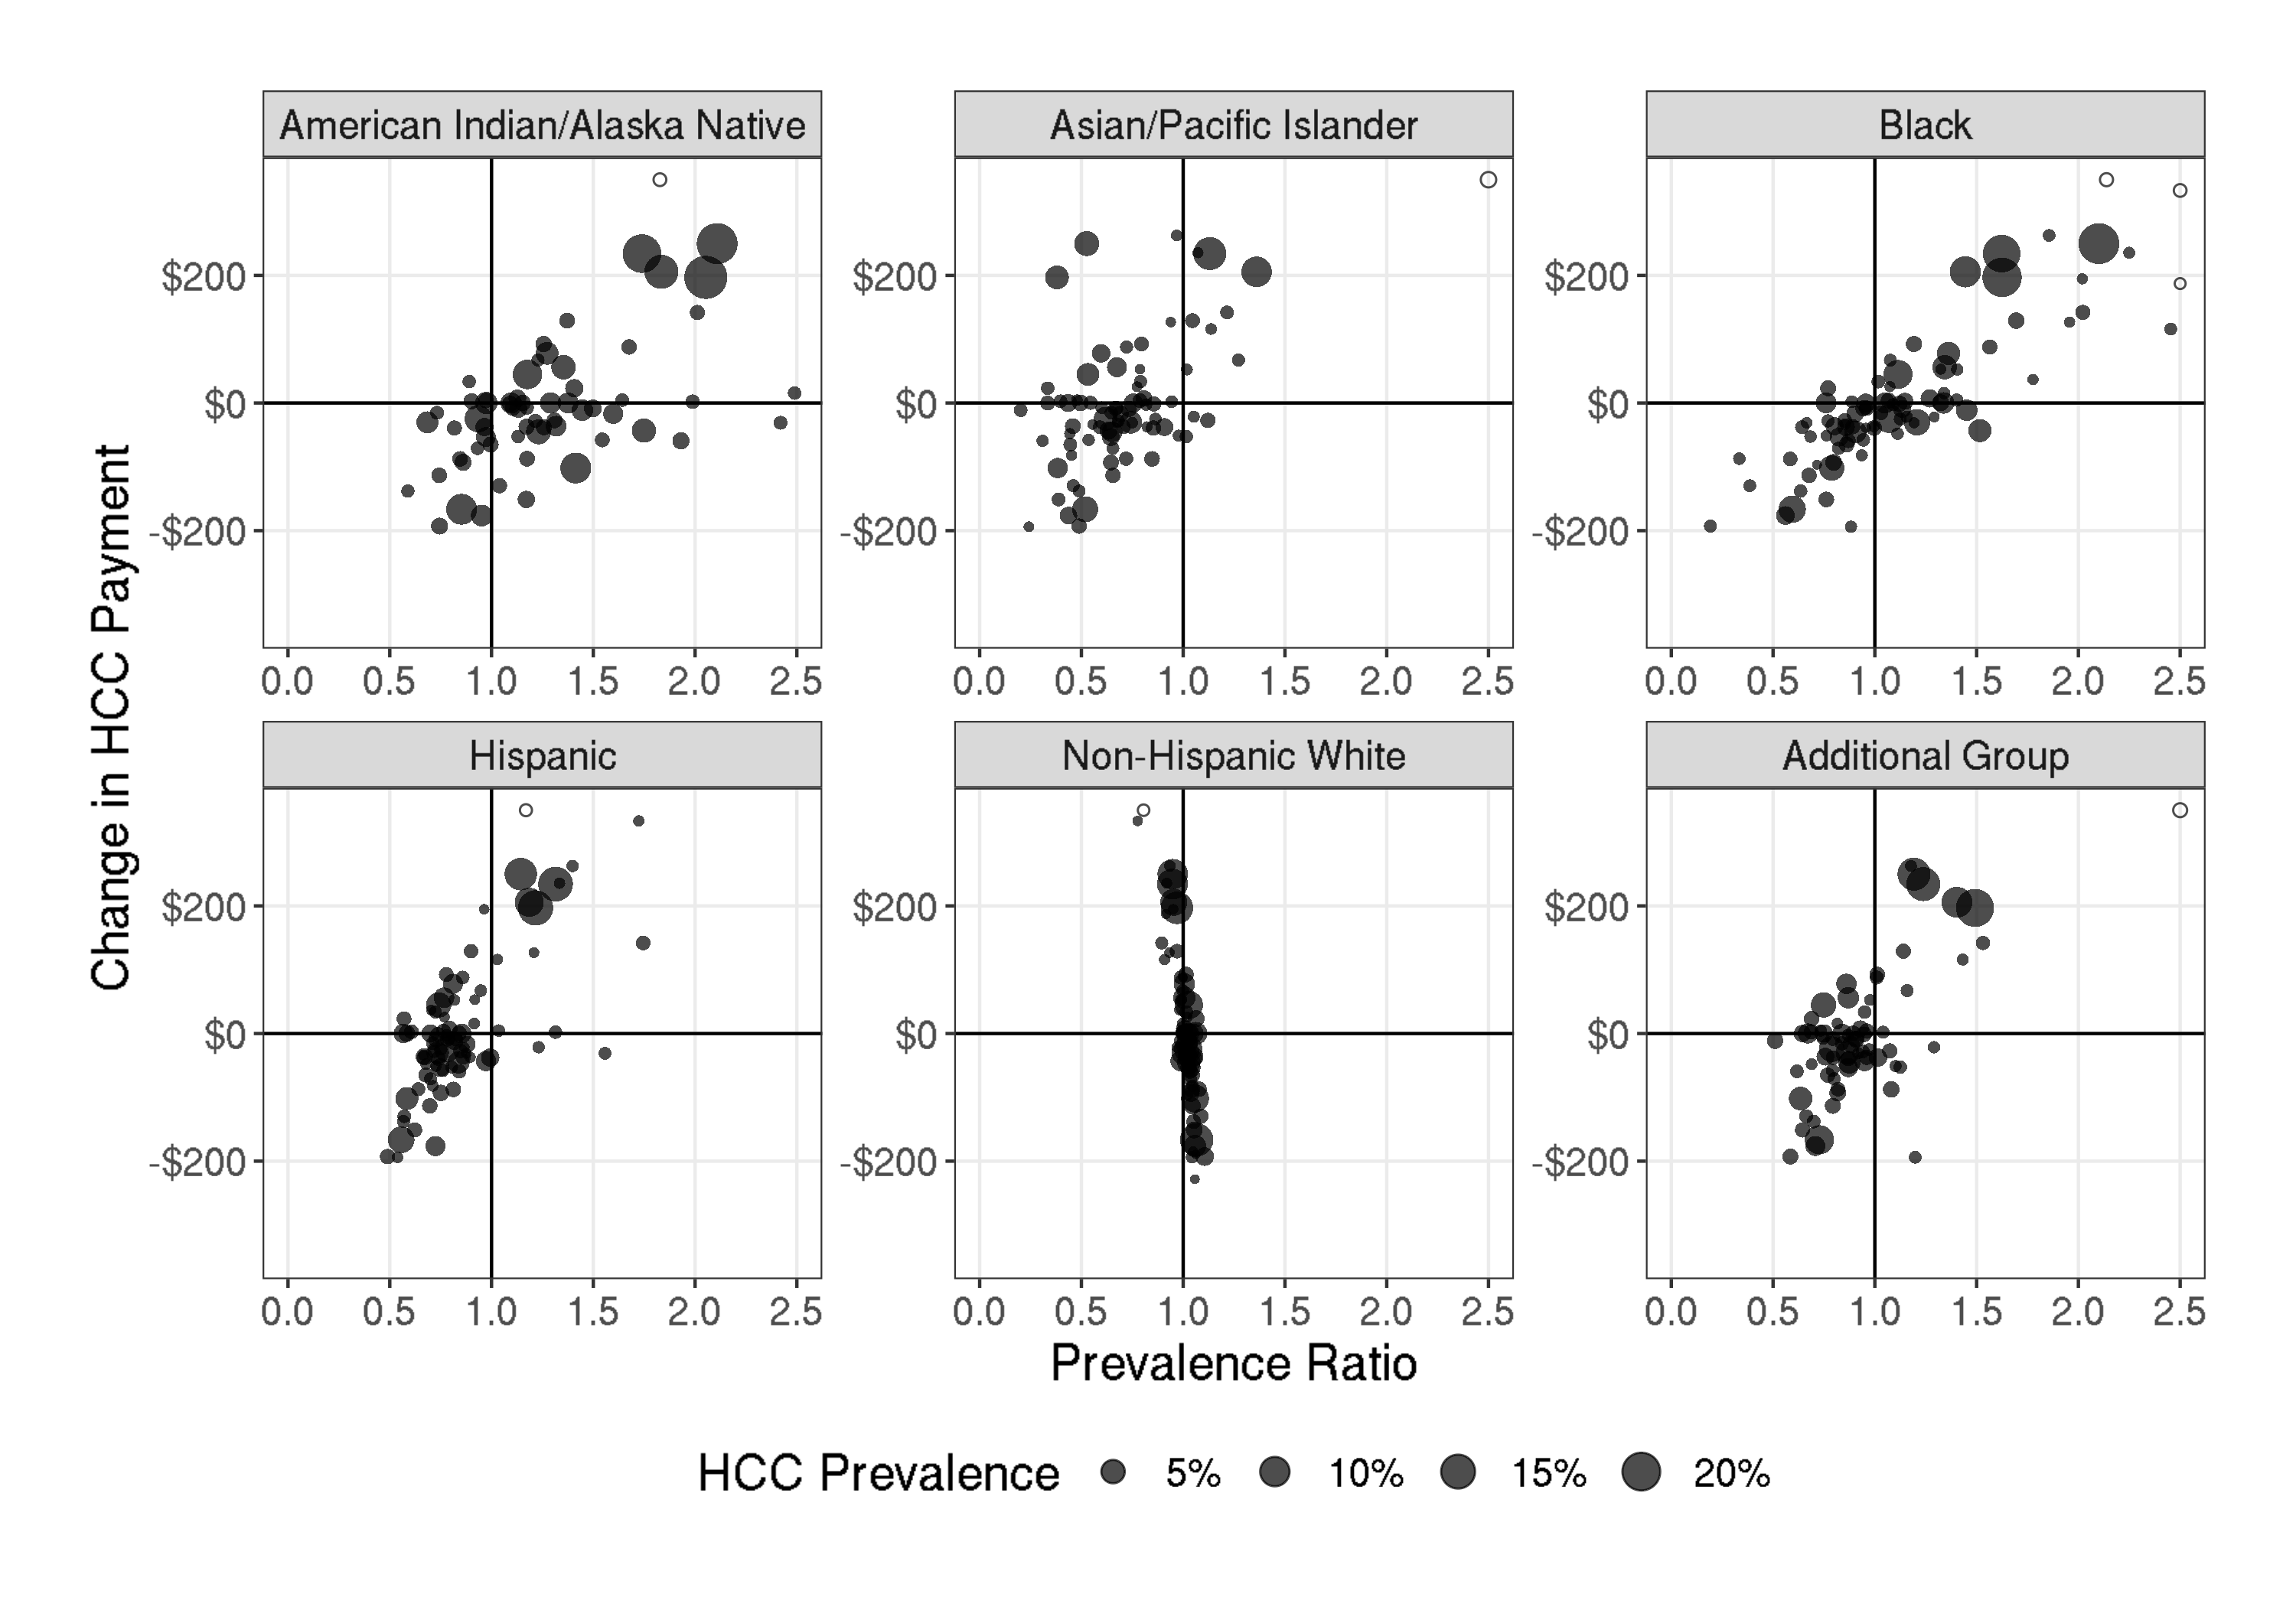 American Indian/Alaska Native
Asian/Pacific Islander
Black
$200
$0
-$200
$200
$0
-$200
$200
$0
-$200
0.0 0.5 1.0 1.5 2.0 2.5
0.0 0.5 1.0 1.5 2.0 2.5
0.0 0.5 1.0 1.5 2.0 2.5
Change in HCC Payment
Hispanic
Non-Hispanic White
Additional Group
$200
$0
-$200
$200
$0
-$200
$200
$0
-$200
0.0 0.5 1.0 1.5 2.0 2.5
0.0 0.5 1.0 1.5 2.0 2.5
0.0 0.5 1.0 1.5 2.0 2.5
Prevalence Ratio
HCC Prevalence 5% 10% 15% 20%